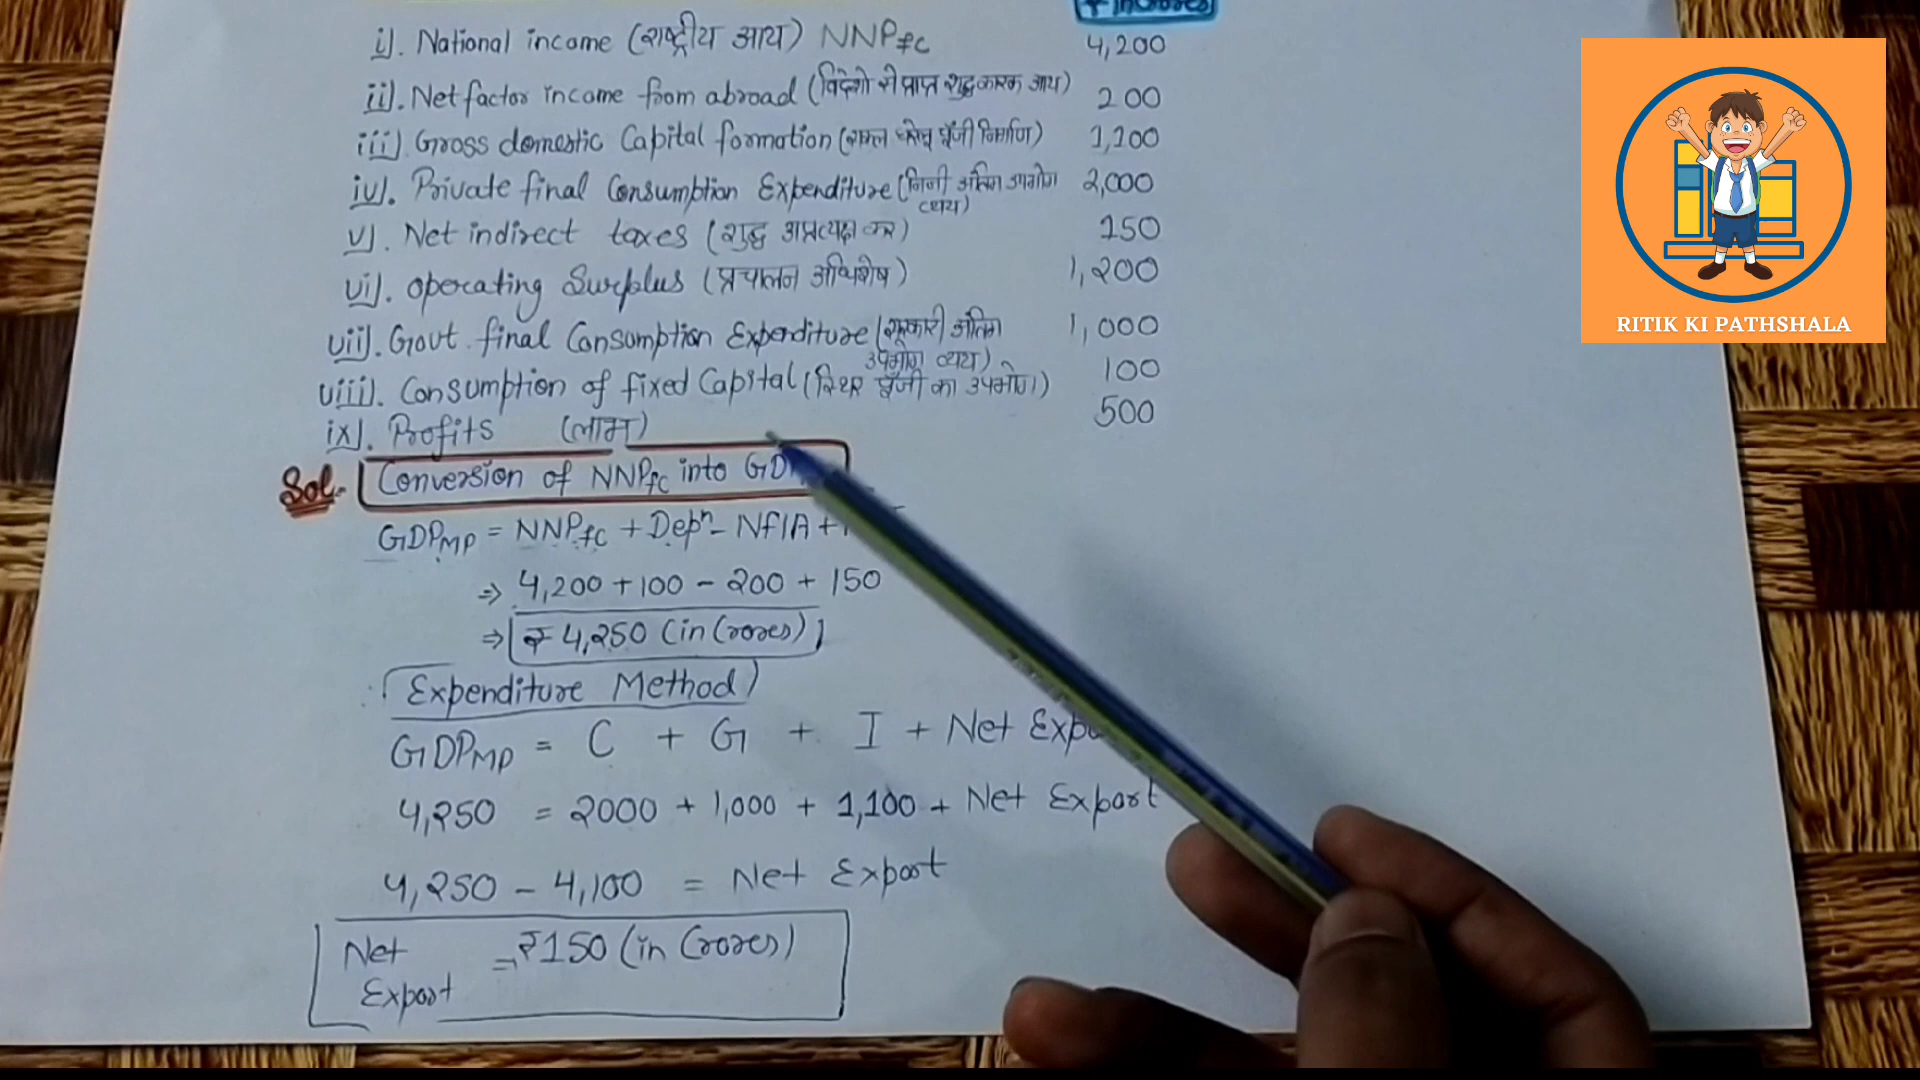 ₹ in Crores
i). National income (राष्ट्रीय आय) NNPfc 4,200
ii). Net factor income from abroad (विदेशो से प्राप्त शुद्ध कारक आय) 200
iii). Gross domestic Capital formation (सकल घरेलू पूँजी निर्माण) 1,100
iv). Private final Consumption Expenditure (निजी अंतिम उपभोग 2,000
व्यय)
v). Net indirect taxes (शुद्ध अप्रत्यक्ष कर) 150
vi). Operating Surplus (प्रचालन अधिशेष) 1,200
vii). Govt. final Consumption Expenditure (सरकारी अंतिम 1,000
उपभोग व्यय)
viii). Consumption of fixed Capital (स्थिर पूँजी का उपभोग) 100
ix). Profits (लाभ) 500
Sol. Conversion of NNPfc into
GDPMP = NNPfc + Depn - NFIA +
⇒ 4,200 + 100 - 200 + 150
⇒ ₹ 4,250 (in Crores)
Expenditure Method
GDPMP = C + G + I + Net
4,250 = 2000 + 1,000 + 1,100 + Net Export
4,250 - 4,100 = Net Export
Net = ₹150 (in Crores)
Export
RITIK KI PATHSHALA